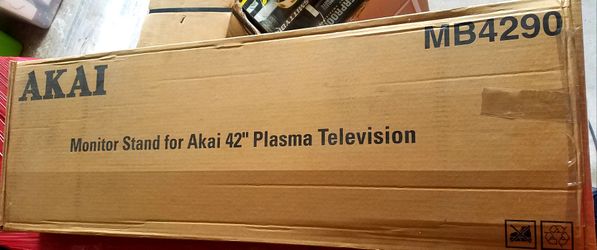 AKAI
MB4290
Monitor Stand for Akai 42" Plasma Television